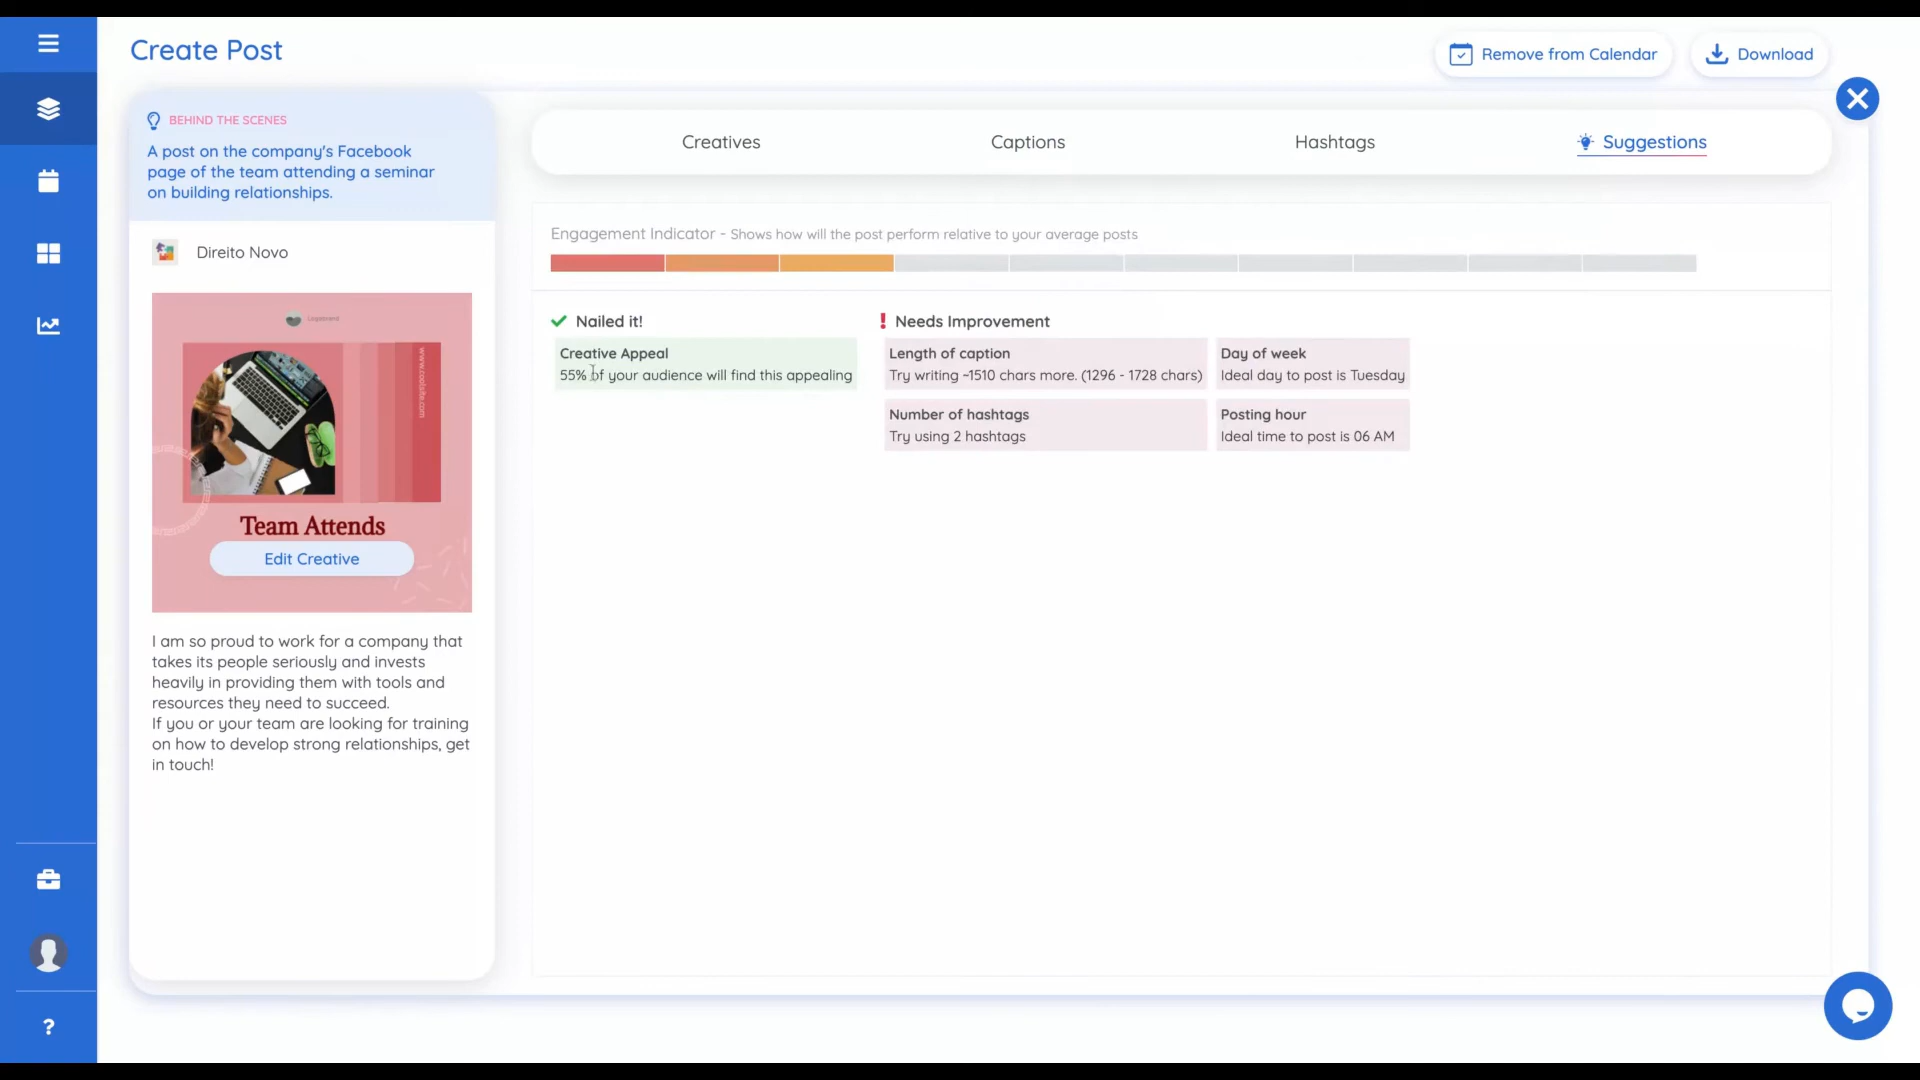 Create Post
Remove from Calendar
Download
BEHIND THE SCENES
A post on the company's Facebook
page of the team attending a seminar
on building relationships.
Direito Novo
www.copislte.com
Team Attends
Edit Creative
I am so proud to work for a company that
takes its people seriously and invests
heavily in providing them with tools and
resources they need to succeed.
If you or your team are looking for training
on how to develop strong relationships, get
in touch!
Creatives
Captions
Hashtags
Suggestions
Engagement Indicator - Shows how will the post perform relative to your average posts
Nailed it!
Creative Appeal
55% of your audience will find this appealing
! Needs Improvement
Length of caption
Try writing ~1510 chars more. (1296 - 1728 chars)
Day of week
Ideal day to post is Tuesday
Number of hashtags
Try using 2 hashtags
Posting hour
Ideal time to post is 06 AM
?